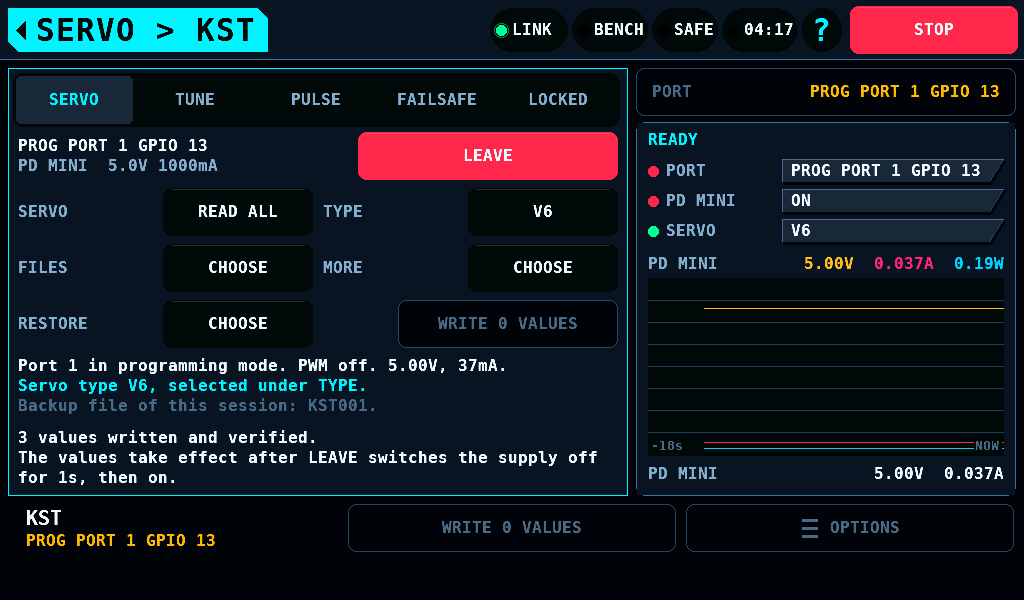 SERVO > KST
LINK
BENCH
SAFE
04:17
?
STOP
SERVO
TUNE
PULSE
FAILSAFE
LOCKED
PROG PORT 1 GPIO 13
PD MINI 5.0V 1000mA
LEAVE
SERVO
READ ALL
TYPE
V6
FILES
CHOOSE
MORE
CHOOSE
RESTORE
CHOOSE
WRITE 0 VALUES
Port 1 in programming mode. PWM off. 5.00V, 37mA.
Servo type V6, selected under TYPE.
Backup file of this session: KST001.
3 values written and verified.
The values take effect after LEAVE switches the supply off
for 1s, then on.
PORT
PROG PORT 1 GPIO 13
READY
PORT
PROG PORT 1 GPIO 13
PD MINI
ON
SERVO
V6
PD MINI
5.00V 0.037A 0.19W
-18s
NOW
PD MINI
5.00V 0.037A
KST
PROG PORT 1 GPIO 13
WRITE 0 VALUES
OPTIONS